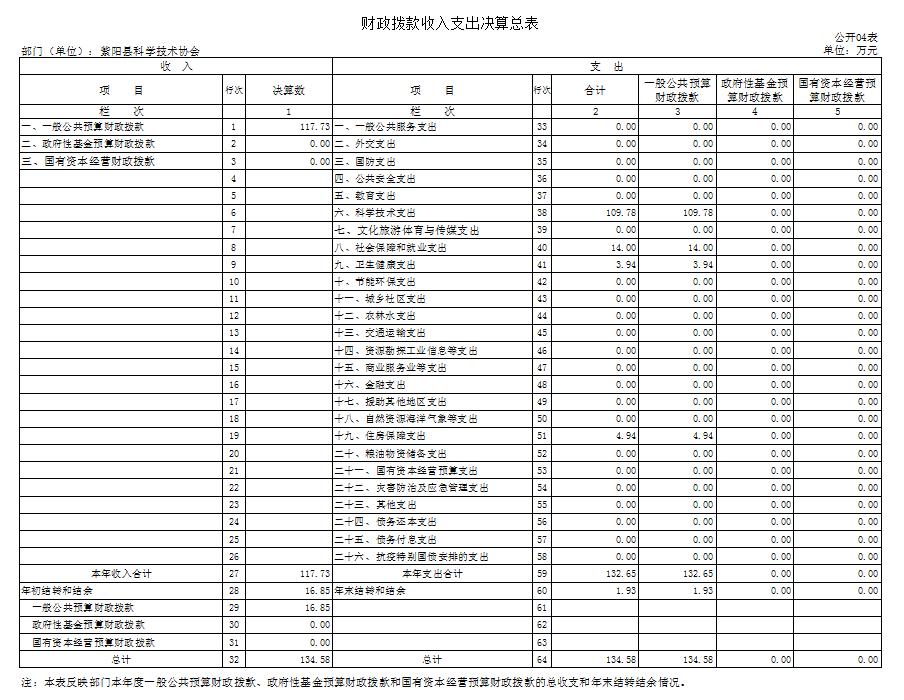 财政拨款收入支出决算总表
公开04表
部门（单位）：紫阳县科学技术协会 单位：万元
收 入 支 出
项 目 行次 决算数 项 目 行次 合计 一般公共预算财政拨款 政府性基金预算财政拨款 国有资本经营预算财政拨款
栏 次 1 栏 次 2 3 4 5
一、一般公共预算财政拨款 1 117.73 一、一般公共服务支出 33 0.00 0.00 0.00 0.00
二、政府性基金预算财政拨款 2 0.00 二、外交支出 34 0.00 0.00 0.00 0.00
三、国有资本经营财政拨款 3 0.00 三、国防支出 35 0.00 0.00 0.00 0.00
4 四、公共安全支出 36 0.00 0.00 0.00 0.00
5 五、教育支出 37 0.00 0.00 0.00 0.00
6 六、科学技术支出 38 109.78 109.78 0.00 0.00
7 七、文化旅游体育与传媒支出 39 0.00 0.00 0.00 0.00
8 八、社会保障和就业支出 40 14.00 14.00 0.00 0.00
9 九、卫生健康支出 41 3.94 3.94 0.00 0.00
10 十、节能环保支出 42 0.00 0.00 0.00 0.00
11 十一、城乡社区支出 43 0.00 0.00 0.00 0.00
12 十二、农林水支出 44 0.00 0.00 0.00 0.00
13 十三、交通运输支出 45 0.00 0.00 0.00 0.00
14 十四、资源勘探工业信息等支出 46 0.00 0.00 0.00 0.00
15 十五、商业服务业等支出 47 0.00 0.00 0.00 0.00
16 十六、金融支出 48 0.00 0.00 0.00 0.00
17 十七、援助其他地区支出 49 0.00 0.00 0.00 0.00
18 十八、自然资源海洋气象等支出 50 0.00 0.00 0.00 0.00
19 十九、住房保障支出 51 4.94 4.94 0.00 0.00
20 二十、粮油物资储备支出 52 0.00 0.00 0.00 0.00
21 二十一、国有资本经营预算支出 53 0.00 0.00 0.00 0.00
22 二十二、灾害防治及应急管理支出 54 0.00 0.00 0.00 0.00
23 二十三、其他支出 55 0.00 0.00 0.00 0.00
24 二十四、债务还本支出 56 0.00 0.00 0.00 0.00
25 二十五、债务付息支出 57 0.00 0.00 0.00 0.00
26 二十六、抗疫特别国债安排的支出 58 0.00 0.00 0.00 0.00
本年收入合计 27 117.73 本年支出合计 59 132.65 132.65 0.00 0.00
年初结转和结余 28 16.85 年末结转和结余 60 1.93 1.93 0.00 0.00
一般公共预算财政拨款 29 16.85 61
政府性基金预算财政拨款 30 0.00 62
国有资本经营预算财政拨款 31 0.00 63
总计 32 134.58 总计 64 134.58 134.58 0.00 0.00
注：本表反映部门本年度一般公共预算财政拨款、政府性基金预算财政拨款和国有资本经营预算财政拨款的总收支和年末结转结余情况。